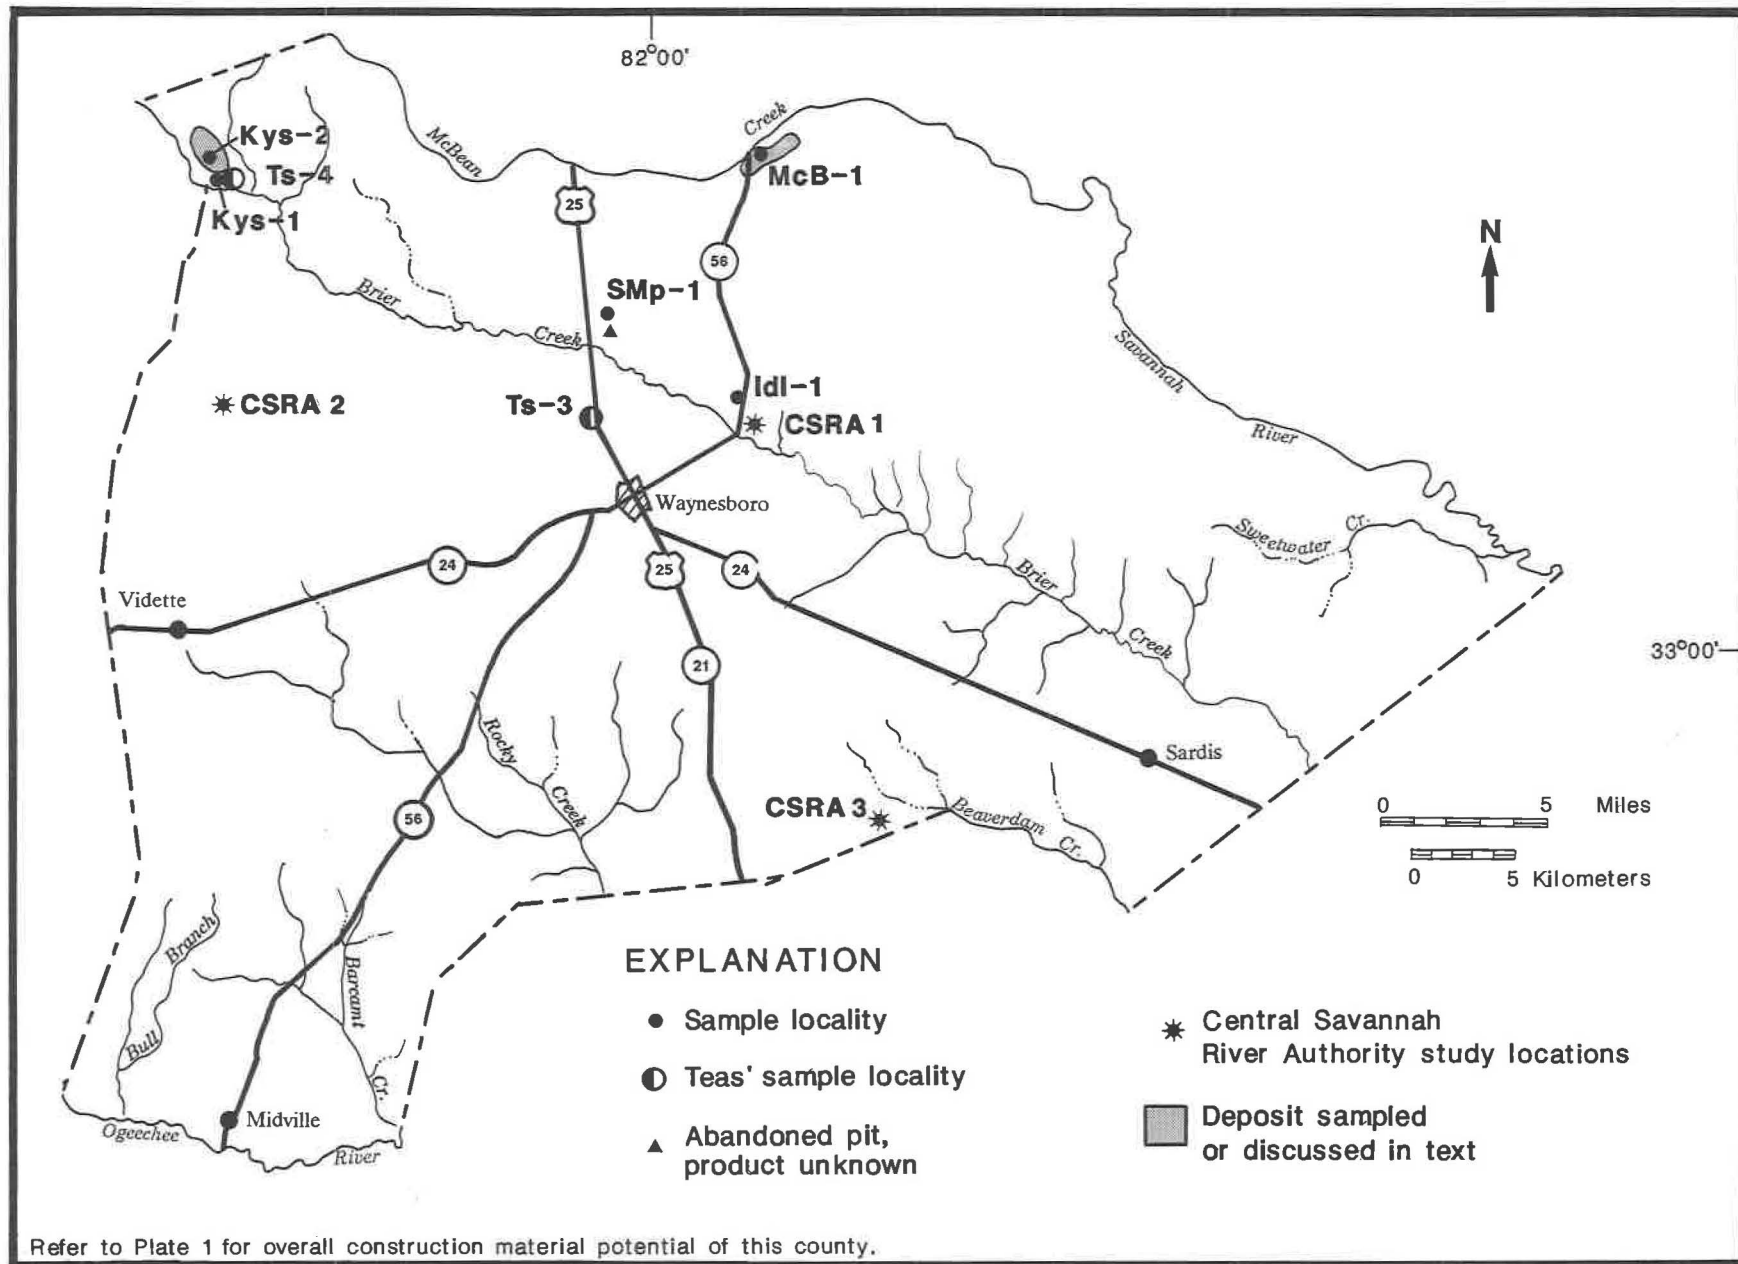 82°00'
McBean
Creek
Kys-2
Ts-4
Kys-1
McB-1
25
56
N
SMp-1
Brier
Creek
Savannah
River
CSRA 2
Ts-3
Idl-1
CSRA 1
Waynesboro
Sweetwater Cr.
24
25
24
Brier
Creek
Vidette
33°00'
21
Rocky
Creek
Sardis
CSRA 3
Beaverdam
Cr.
0 5 Miles
0 5 Kilometers
56
Bull
Branch
Barcamt
Cr.
Midville
Ogeechee
River
EXPLANATION
Sample locality
Teas' sample locality
Abandoned pit,
product unknown
Central Savannah
River Authority study locations
Deposit sampled
or discussed in text
Refer to Plate 1 for overall construction material potential of this county.